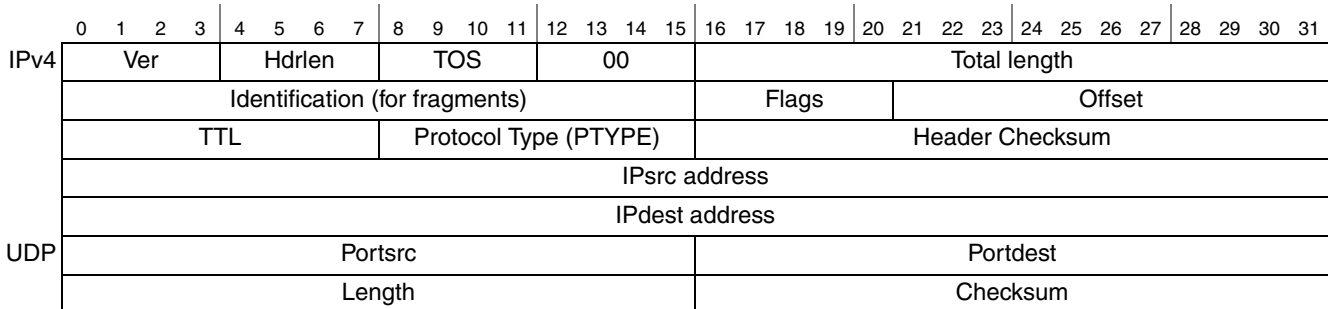 0 1 2 3 4 5 6 7 8 9 10 11 12 13 14 15 16 17 18 19 20 21 22 23 24 25 26 27 28 29 30 31
IPv4 Ver Hdrlen TOS 00 Total length
Identification (for fragments) Flags Offset
TTL Protocol Type (PTYPE) Header Checksum
IPsrc address
IPdest address
UDP Portsrc Portdest
Length Checksum